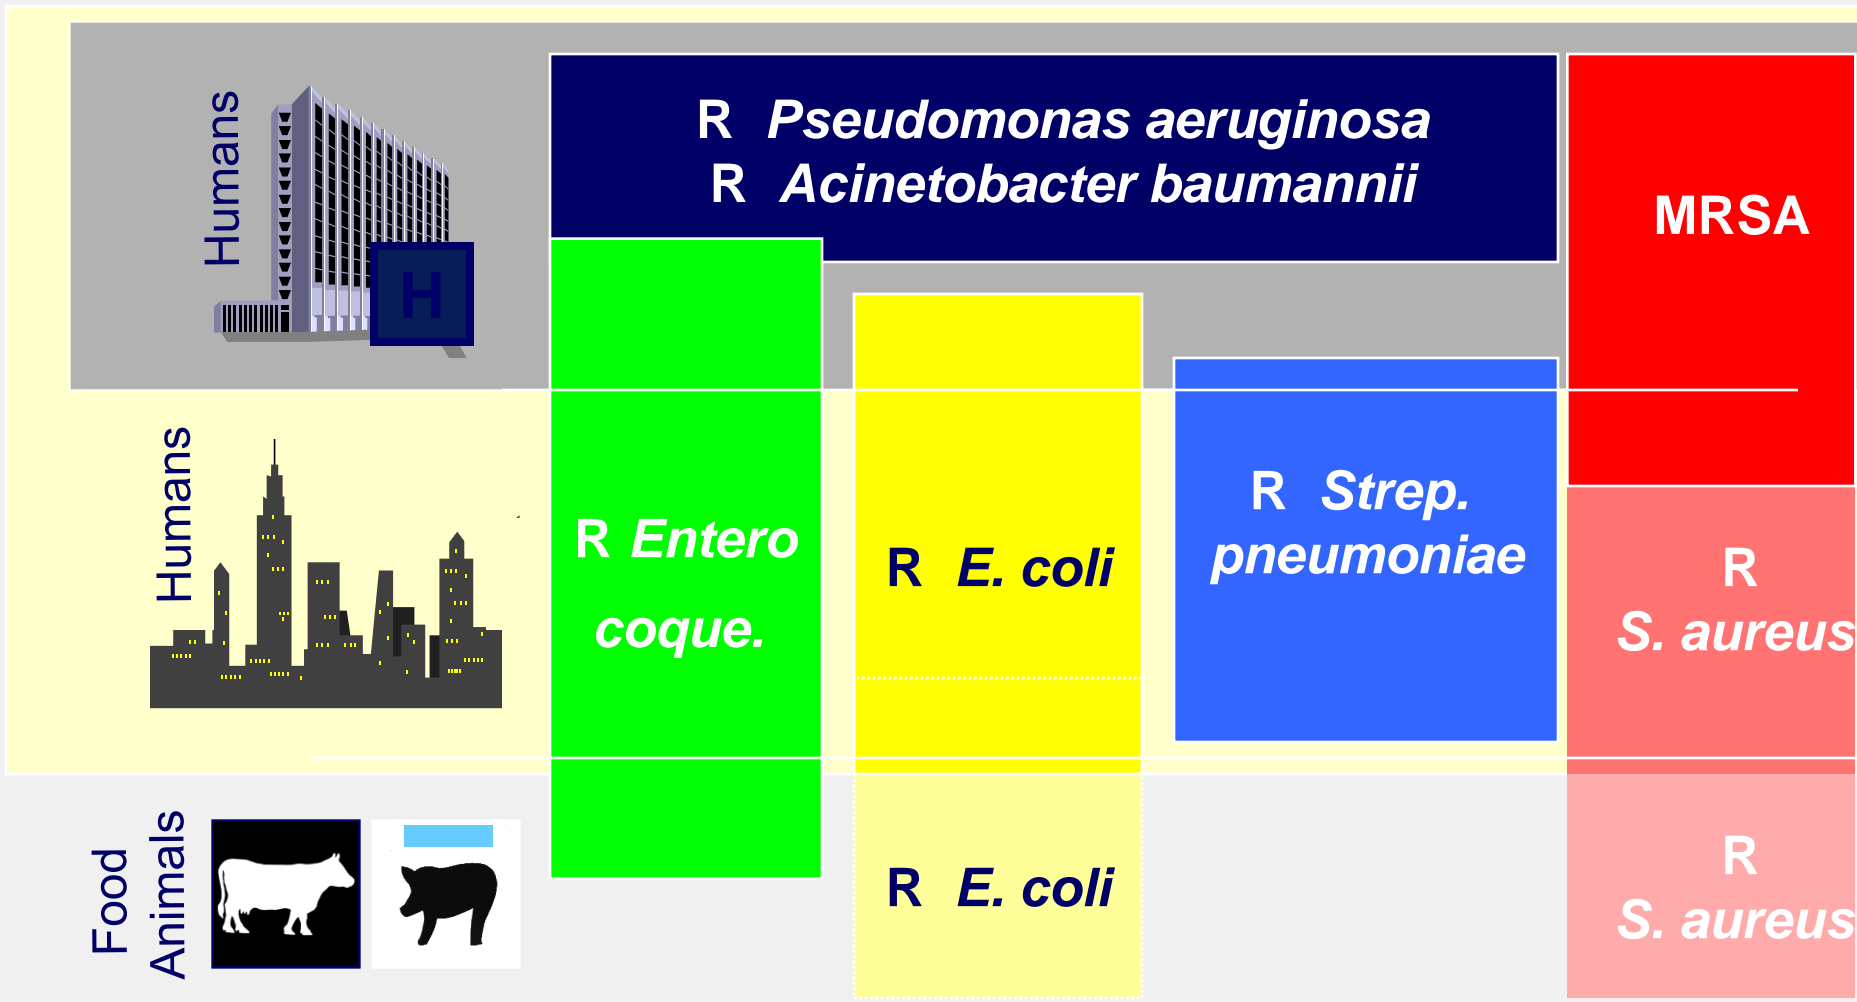 Humans
H
R Pseudomonas aeruginosa
R Acinetobacter baumannii
MRSA
Humans
R Entero
coque.
R E. coli
R Strep.
pneumoniae
R
S. aureus
Food
Animals
R E. coli
R
S. aureus